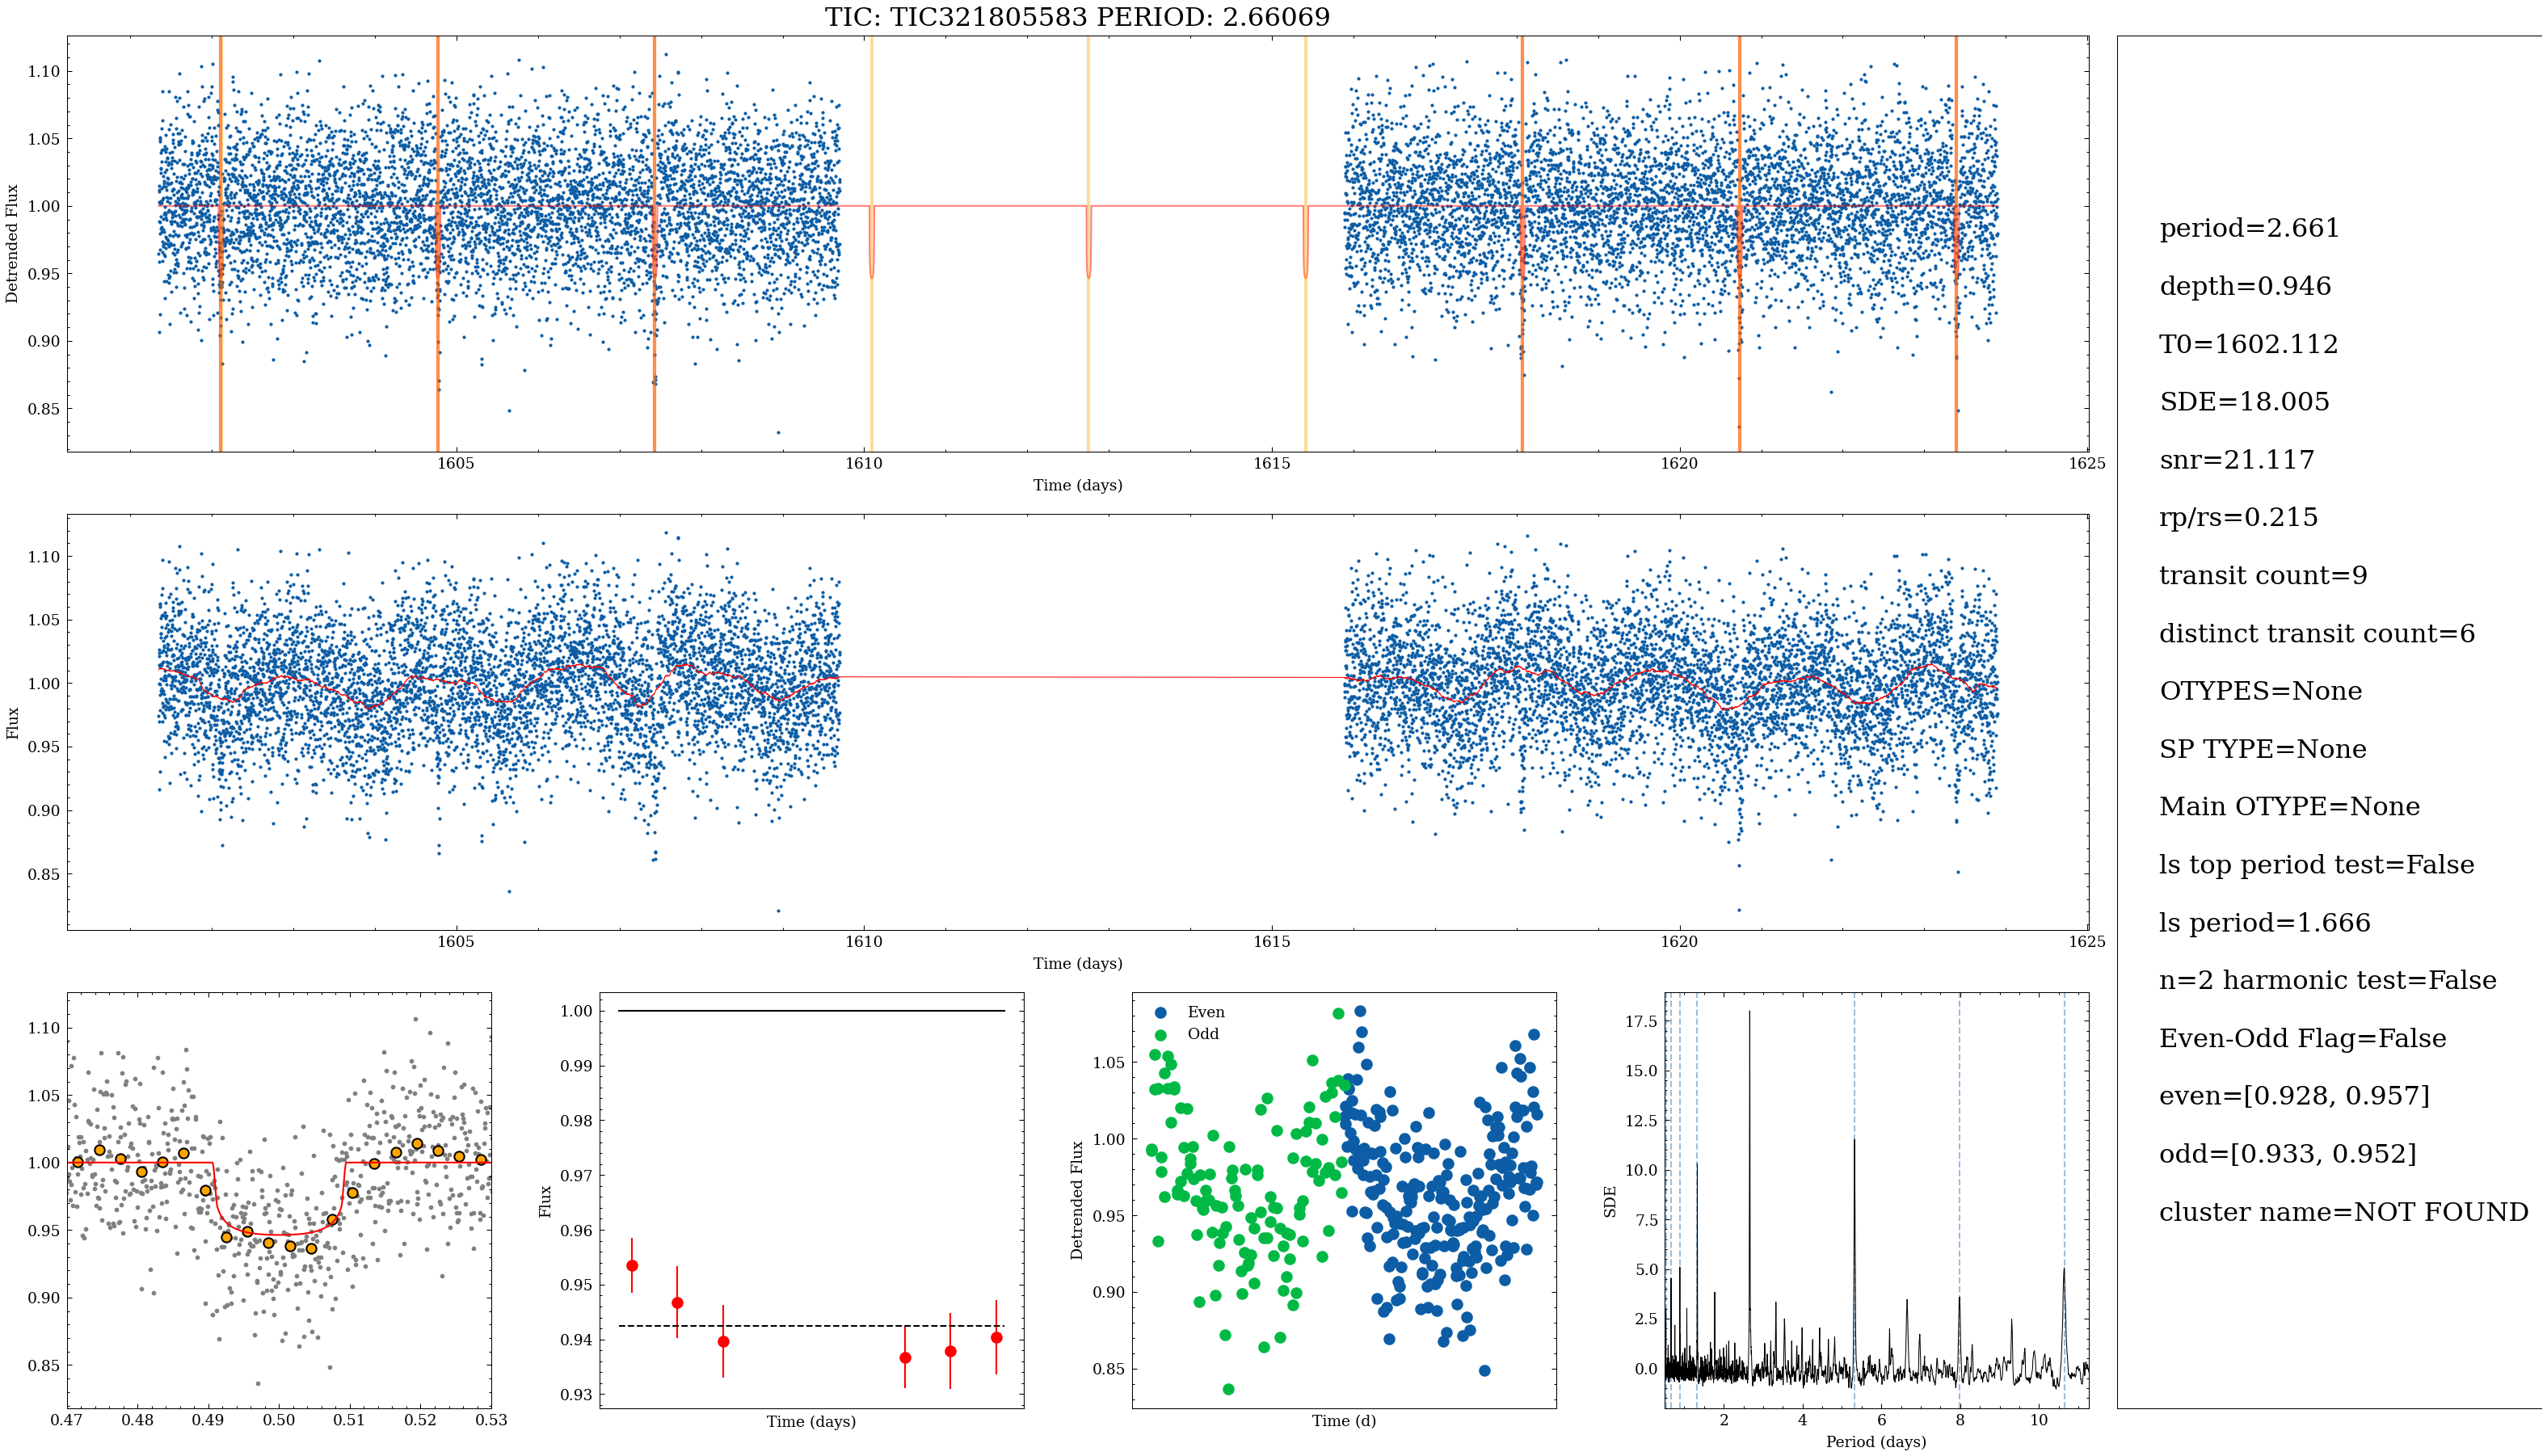 TIC: TIC321805583 PERIOD: 2.66069
1.10
1.05
1.00
0.95
0.90
0.85
Detrended Flux
1605
1610
1615
1620
1625
Time (days)
1.10
1.05
1.00
0.95
0.90
0.85
Flux
1605
1610
1615
1620
1625
Time (days)
1.10
1.05
1.00
0.95
0.90
0.85
0.47
0.48
0.49
0.50
0.51
0.52
0.53
1.00
0.99
0.98
0.97
0.96
0.95
0.94
0.93
Flux
Time (days)
Even
Odd
1.05
1.00
0.95
0.90
0.85
Detrended Flux
Time (d)
17.5
15.0
12.5
10.0
7.5
5.0
2.5
0.0
SDE
2
4
6
8
10
Period (days)
period=2.661
depth=0.946
T0=1602.112
SDE=18.005
snr=21.117
rp/rs=0.215
transit count=9
distinct transit count=6
OTYPES=None
SP TYPE=None
Main OTYPE=None
ls top period test=False
ls period=1.666
n=2 harmonic test=False
Even-Odd Flag=False
even=[0.928, 0.957]
odd=[0.933, 0.952]
cluster name=NOT FOUND